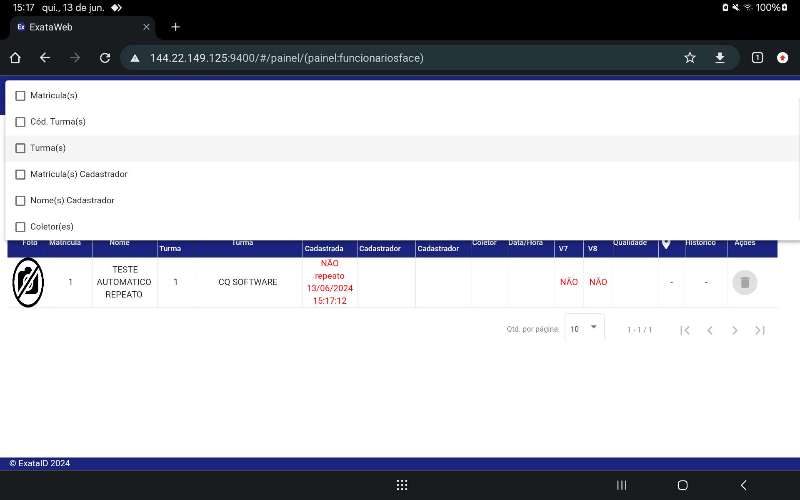 15:17 qui., 13 de jun. 100%
ExataWeb
144.22.149.125:9400/#/painel/(painel:funcionariosface)
1
Matricula(s)
Cód. Turma(s)
Turma(s)
Matricula(s) Cadastrador
Nome(s) Cadastrador
Coletor(es)
Foto Matricula Nome Turma Turma Cadastrada Cadastrador Cadastrador Coletor Data/Hora V7 V8 Qualidade Histórico Ações
1 TESTE AUTOMATICO REPEATO 1 CQ SOFTWARE NÃO repeato 13/06/2024 15:17:12 NÃO NÃO - -
Qtd. por página: 10 1 - 1 / 1
© ExataID 2024